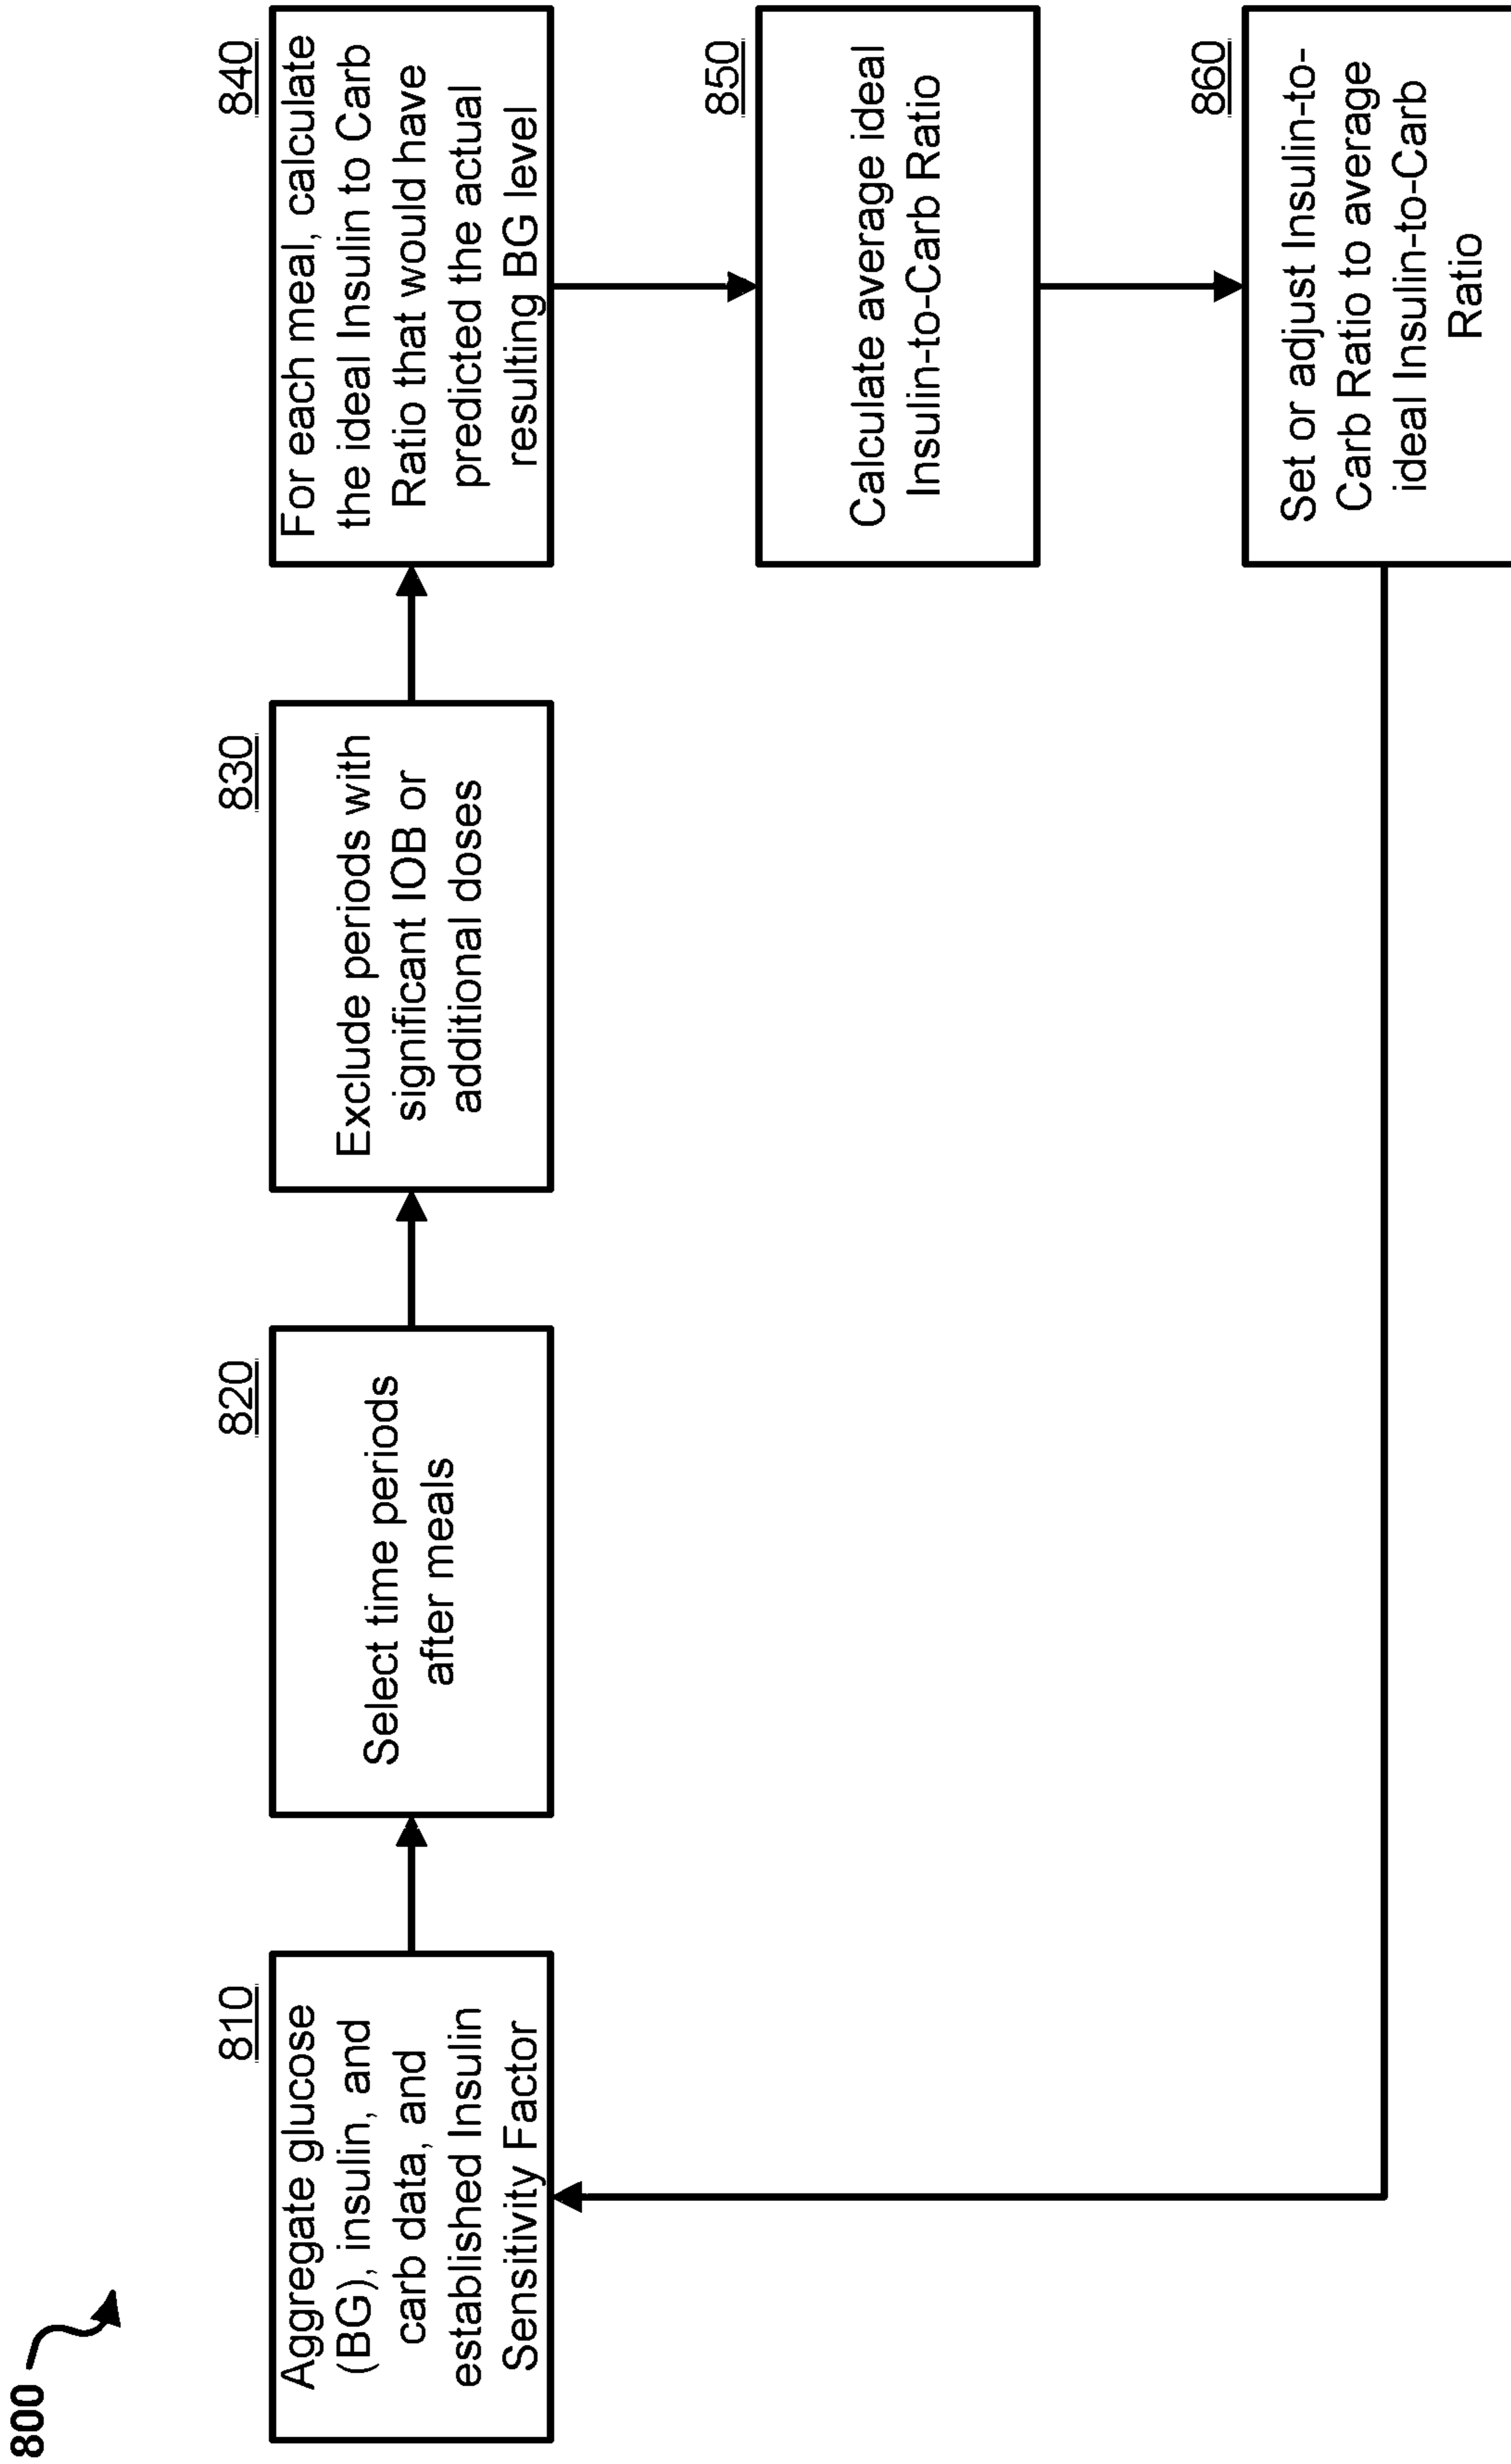 800
810
Aggregate glucose
(BG), insulin, and
carb data, and
established Insulin
Sensitivity Factor
820
Select time periods
after meals
830
Exclude periods with
significant IOB or
additional doses
840
For each meal, calculate
the ideal Insulin to Carb
Ratio that would have
predicted the actual
resulting BG level
850
Calculate average ideal
Insulin-to-Carb Ratio
860
Set or adjust Insulin-to-
Carb Ratio to average
ideal Insulin-to-Carb
Ratio